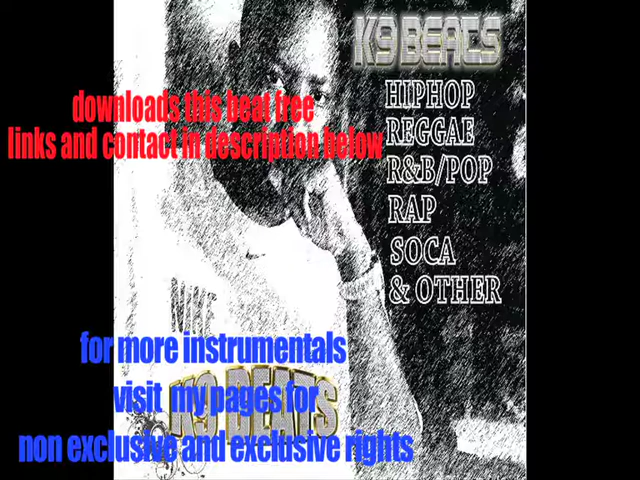 K9 BEATS
HIPHOP
downloads this beat free
REGGAE
links and contact in description below
R&B/POP
RAP
SOCA
& OTHER
NIKE
for more instrumentals
visit my pages for
K9 BEATS
non exclusive and exclusive rights